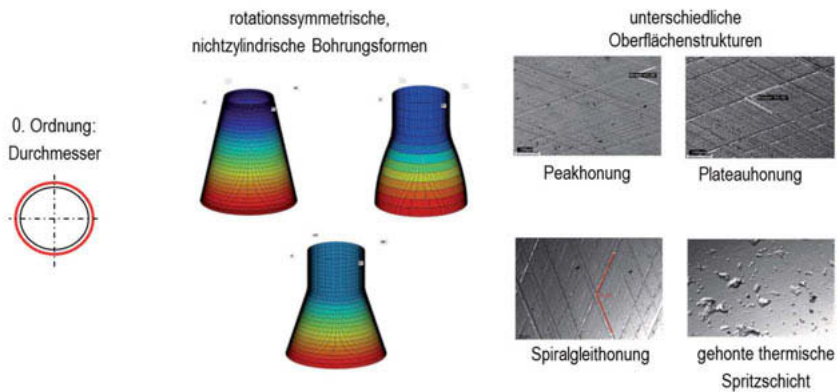 rotationssymmetrische,
nichtzylindrische Bohrungsformen
unterschiedliche
Oberflächenstrukturen
0. Ordnung:
Durchmesser
Peakhonung
Plateauhonung
Spiralgleithonung
gehonte thermische
Spritzschicht